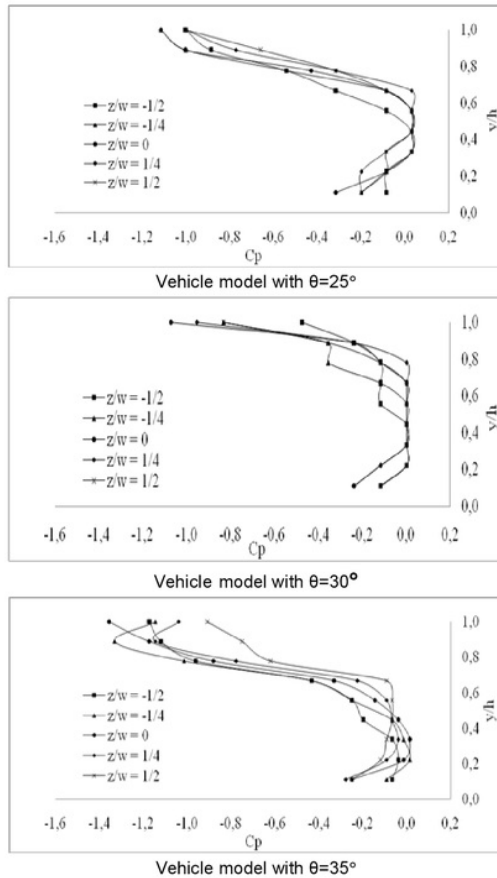 1,0
0,8
0,6
0,4
0,2
0,0
y/h
z/w = -1/2
z/w = -1/4
z/w = 0
z/w = 1/4
z/w = 1/2
-1,6 -1,4 -1,2 -1,0 -0,8 -0,6 -0,4 -0,2 0,0 0,2
Cp
Vehicle model with θ=25°
1,0
0,8
0,6
0,4
0,2
0,0
y/h
z/w = -1/2
z/w = -1/4
z/w = 0
z/w = 1/4
z/w = 1/2
-1,6 -1,4 -1,2 -1,0 -0,8 -0,6 -0,4 -0,2 0,0 0,2
Cp
Vehicle model with θ=30°
1,0
0,8
0,6
0,4
0,2
0,0
y/h
z/w = -1/2
z/w = -1/4
z/w = 0
z/w = 1/4
z/w = 1/2
-1,6 -1,4 -1,2 -1,0 -0,8 -0,6 -0,4 -0,2 0,0 0,2
Cp
Vehicle model with θ=35°